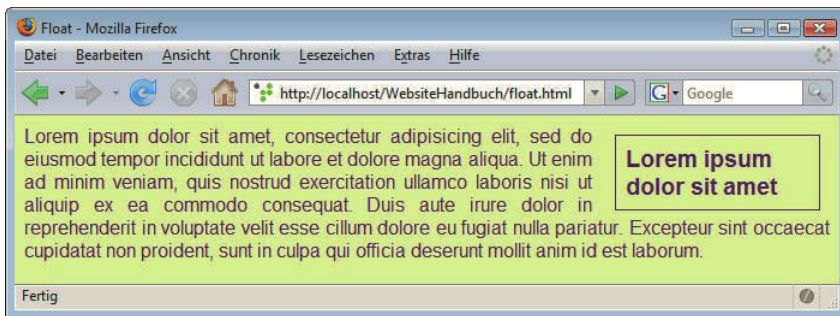 Float - Mozilla Firefox
Datei Bearbeiten Ansicht Chronik Lesezeichen Extras Hilfe
http://localhost/WebsiteHandbuch/float.html
G Google
Lorem ipsum dolor sit amet, consectetur adipisicing elit, sed do
eiusmod tempor incididunt ut labore et dolore magna aliqua. Ut enim
ad minim veniam, quis nostrud exercitation ullamco laboris nisi ut
aliquip ex ea commodo consequat. Duis aute irure dolor in
reprehenderit in voluptate velit esse cillum dolore eu fugiat nulla pariatur. Excepteur sint occaecat
cupidatat non proident, sunt in culpa qui officia deserunt mollit anim id est laborum.
Lorem ipsum
dolor sit amet
Fertig